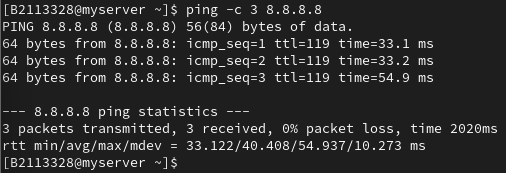 [B2113328@myserver ~]$ ping -c 3 8.8.8.8
PING 8.8.8.8 (8.8.8.8) 56(84) bytes of data.
64 bytes from 8.8.8.8: icmp_seq=1 ttl=119 time=33.1 ms
64 bytes from 8.8.8.8: icmp_seq=2 ttl=119 time=33.2 ms
64 bytes from 8.8.8.8: icmp_seq=3 ttl=119 time=54.9 ms
--- 8.8.8.8 ping statistics ---
3 packets transmitted, 3 received, 0% packet loss, time 2020ms
rtt min/avg/max/mdev = 33.122/40.408/54.937/10.273 ms
[B2113328@myserver ~]$